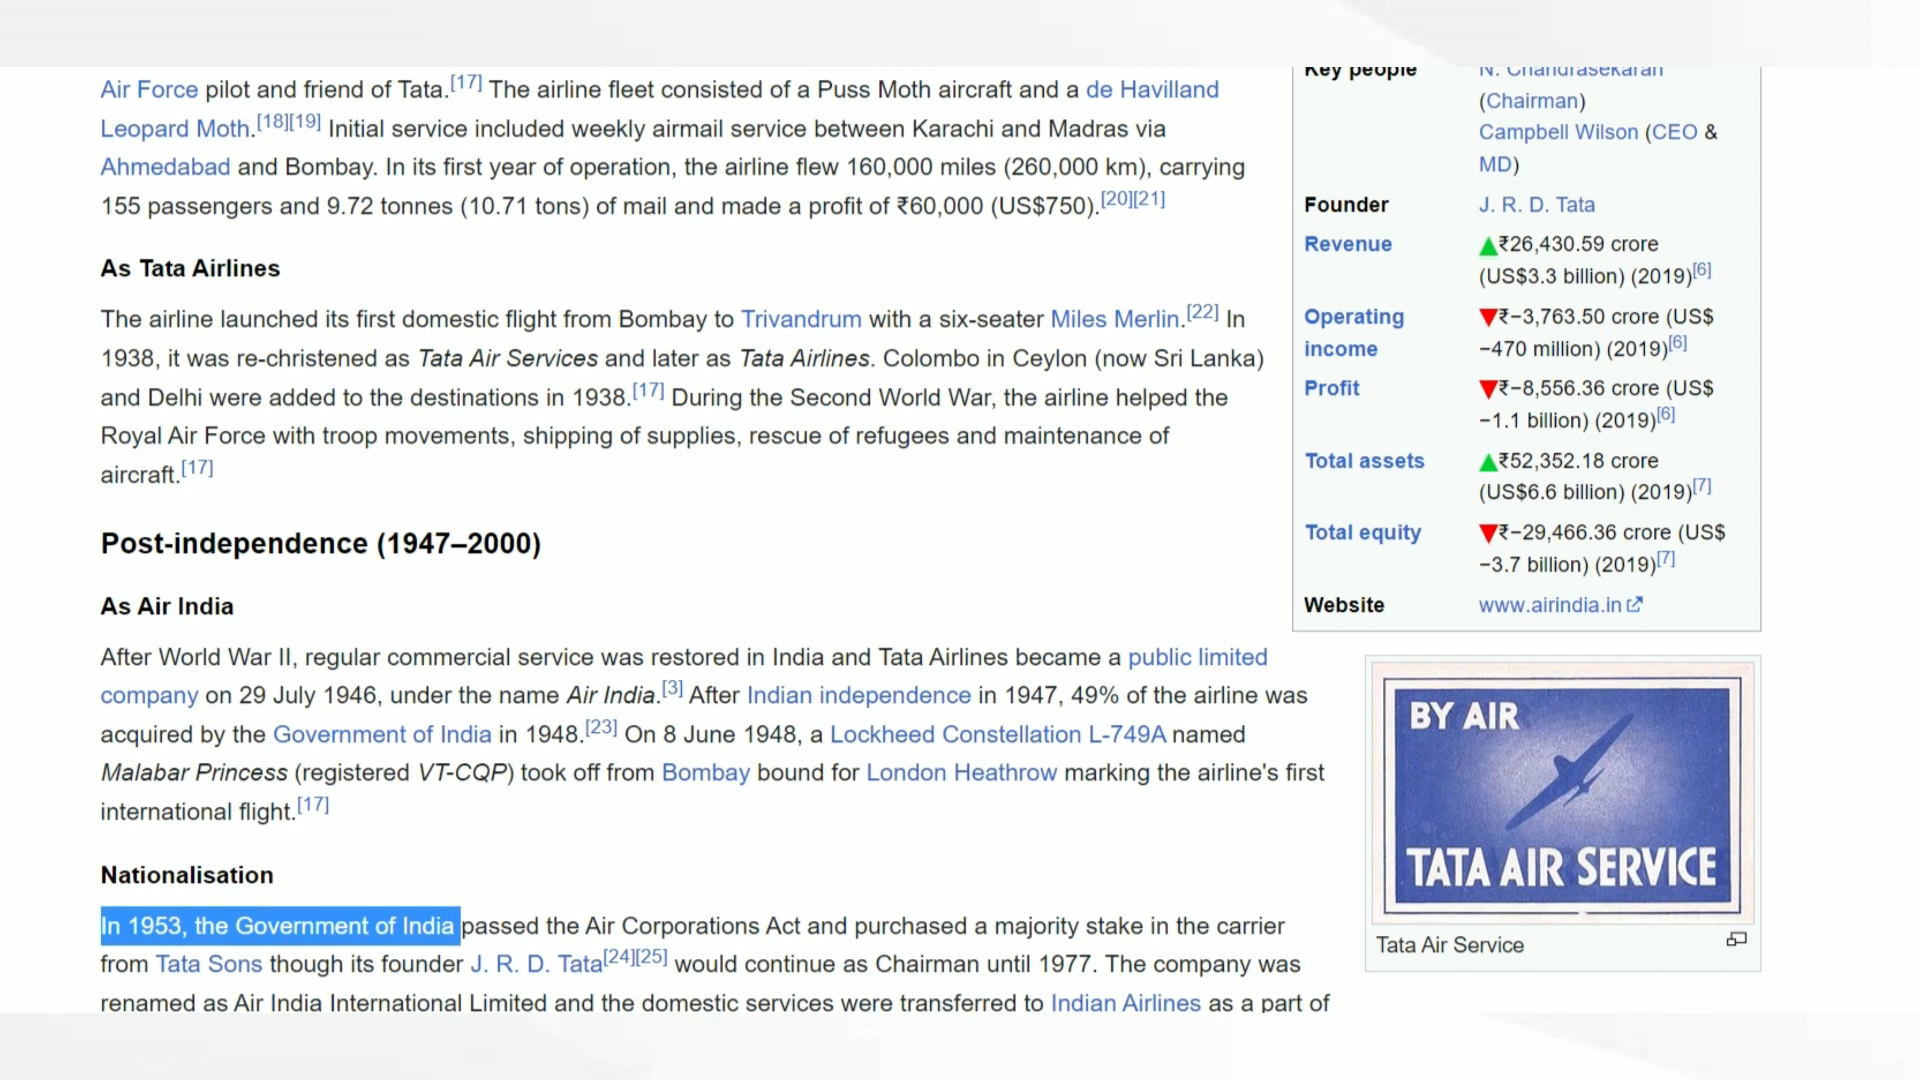 Air Force pilot and friend of Tata.[17] The airline fleet consisted of a Puss Moth aircraft and a de Havilland
Leopard Moth.[18][19] Initial service included weekly airmail service between Karachi and Madras via
Ahmedabad and Bombay. In its first year of operation, the airline flew 160,000 miles (260,000 km), carrying
155 passengers and 9.72 tonnes (10.71 tons) of mail and made a profit of ₹60,000 (US$750).[20][21]
As Tata Airlines
The airline launched its first domestic flight from Bombay to Trivandrum with a six-seater Miles Merlin.[22] In
1938, it was re-christened as Tata Air Services and later as Tata Airlines. Colombo in Ceylon (now Sri Lanka)
and Delhi were added to the destinations in 1938.[17] During the Second World War, the airline helped the
Royal Air Force with troop movements, shipping of supplies, rescue of refugees and maintenance of
aircraft.[17]
Post-independence (1947–2000)
As Air India
After World War II, regular commercial service was restored in India and Tata Airlines became a public limited
company on 29 July 1946, under the name Air India.[3] After Indian independence in 1947, 49% of the airline was
acquired by the Government of India in 1948.[23] On 8 June 1948, a Lockheed Constellation L-749A named
Malabar Princess (registered VT-CQP) took off from Bombay bound for London Heathrow marking the airline's first
international flight.[17]
Nationalisation
In 1953, the Government of India passed the Air Corporations Act and purchased a majority stake in the carrier
from Tata Sons though its founder J. R. D. Tata[24][25] would continue as Chairman until 1977. The company was
renamed as Air India International Limited and the domestic services were transferred to Indian Airlines as a part of
Key people N. Chandrasekaran
(Chairman)
Campbell Wilson (CEO &
MD)
Founder J. R. D. Tata
Revenue ▲₹26,430.59 crore
(US$3.3 billion) (2019)[6]
Operating ▼₹−3,763.50 crore (US$
income −470 million) (2019)[6]
Profit ▼₹−8,556.36 crore (US$
−1.1 billion) (2019)[6]
Total assets ▲₹52,352.18 crore
(US$6.6 billion) (2019)[7]
Total equity ▼₹−29,466.36 crore (US$
−3.7 billion) (2019)[7]
Website www.airindia.in
BY AIR
TATA AIR SERVICE
Tata Air Service